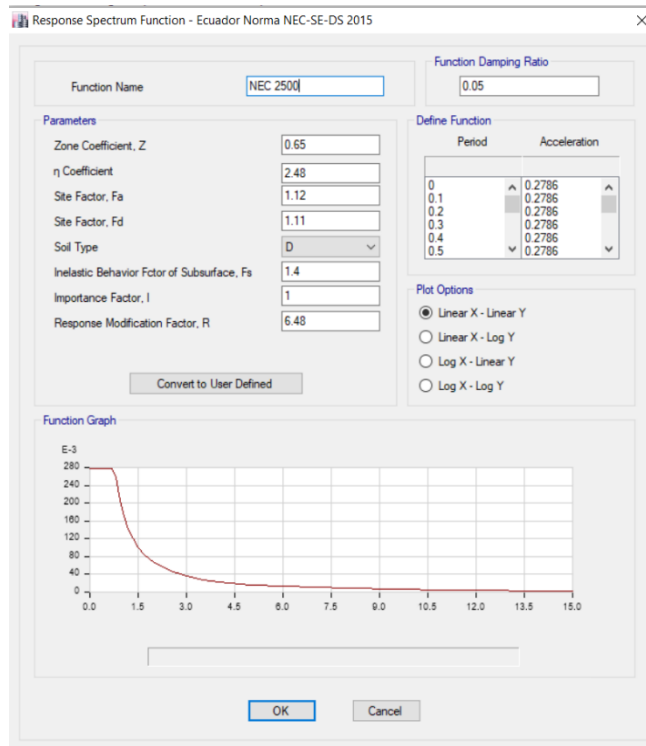 Response Spectrum Function - Ecuador Norma NEC-SE-DS 2015
Function Name
NEC 2500
Function Damping Ratio
0.05
Parameters
Zone Coefficient, Z
0.65
η Coefficient
2.48
Site Factor, Fa
1.12
Site Factor, Fd
1.11
Soil Type
D
Inelastic Behavior Fctor of Subsurface, Fs
1.4
Importance Factor, I
1
Response Modification Factor, R
6.48
Convert to User Defined
Define Function
Period Acceleration
0 0.2786
0.1 0.2786
0.2 0.2786
0.3 0.2786
0.4 0.2786
0.5 0.2786
Plot Options
Linear X - Linear Y
Linear X - Log Y
Log X - Linear Y
Log X - Log Y
Function Graph
E-3
280
240
200
160
120
80
40
0
0.0 1.5 3.0 4.5 6.0 7.5 9.0 10.5 12.0 13.5 15.0
OK Cancel